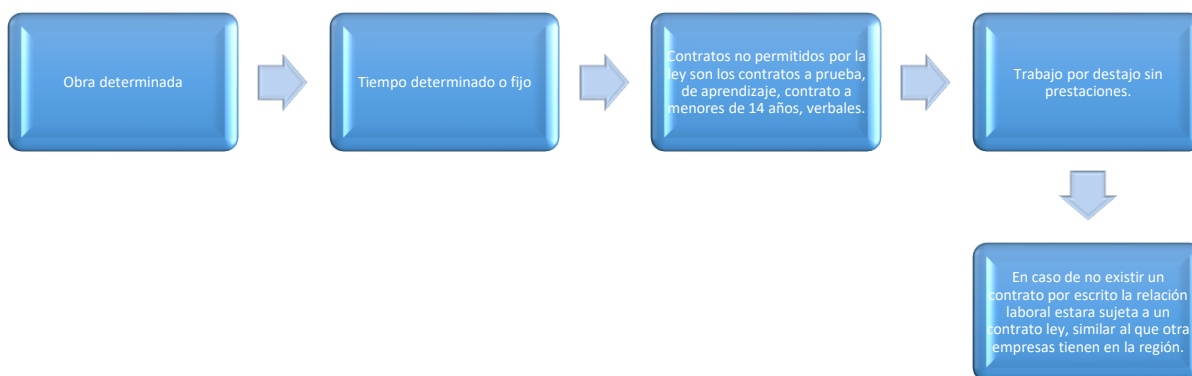 Obra determinada
Tiempo determinado o fijo
Contratos no permitidos por la
ley son los contratos a prueba,
de aprendizaje, contrato a
menores de 14 años, verbales.
Trabajo por destajo sin
prestaciones.
En caso de no existir un
contrato por escrito la relación
laboral estara sujeta a un
contrato ley, similar al que otra
empresas tienen en la región.